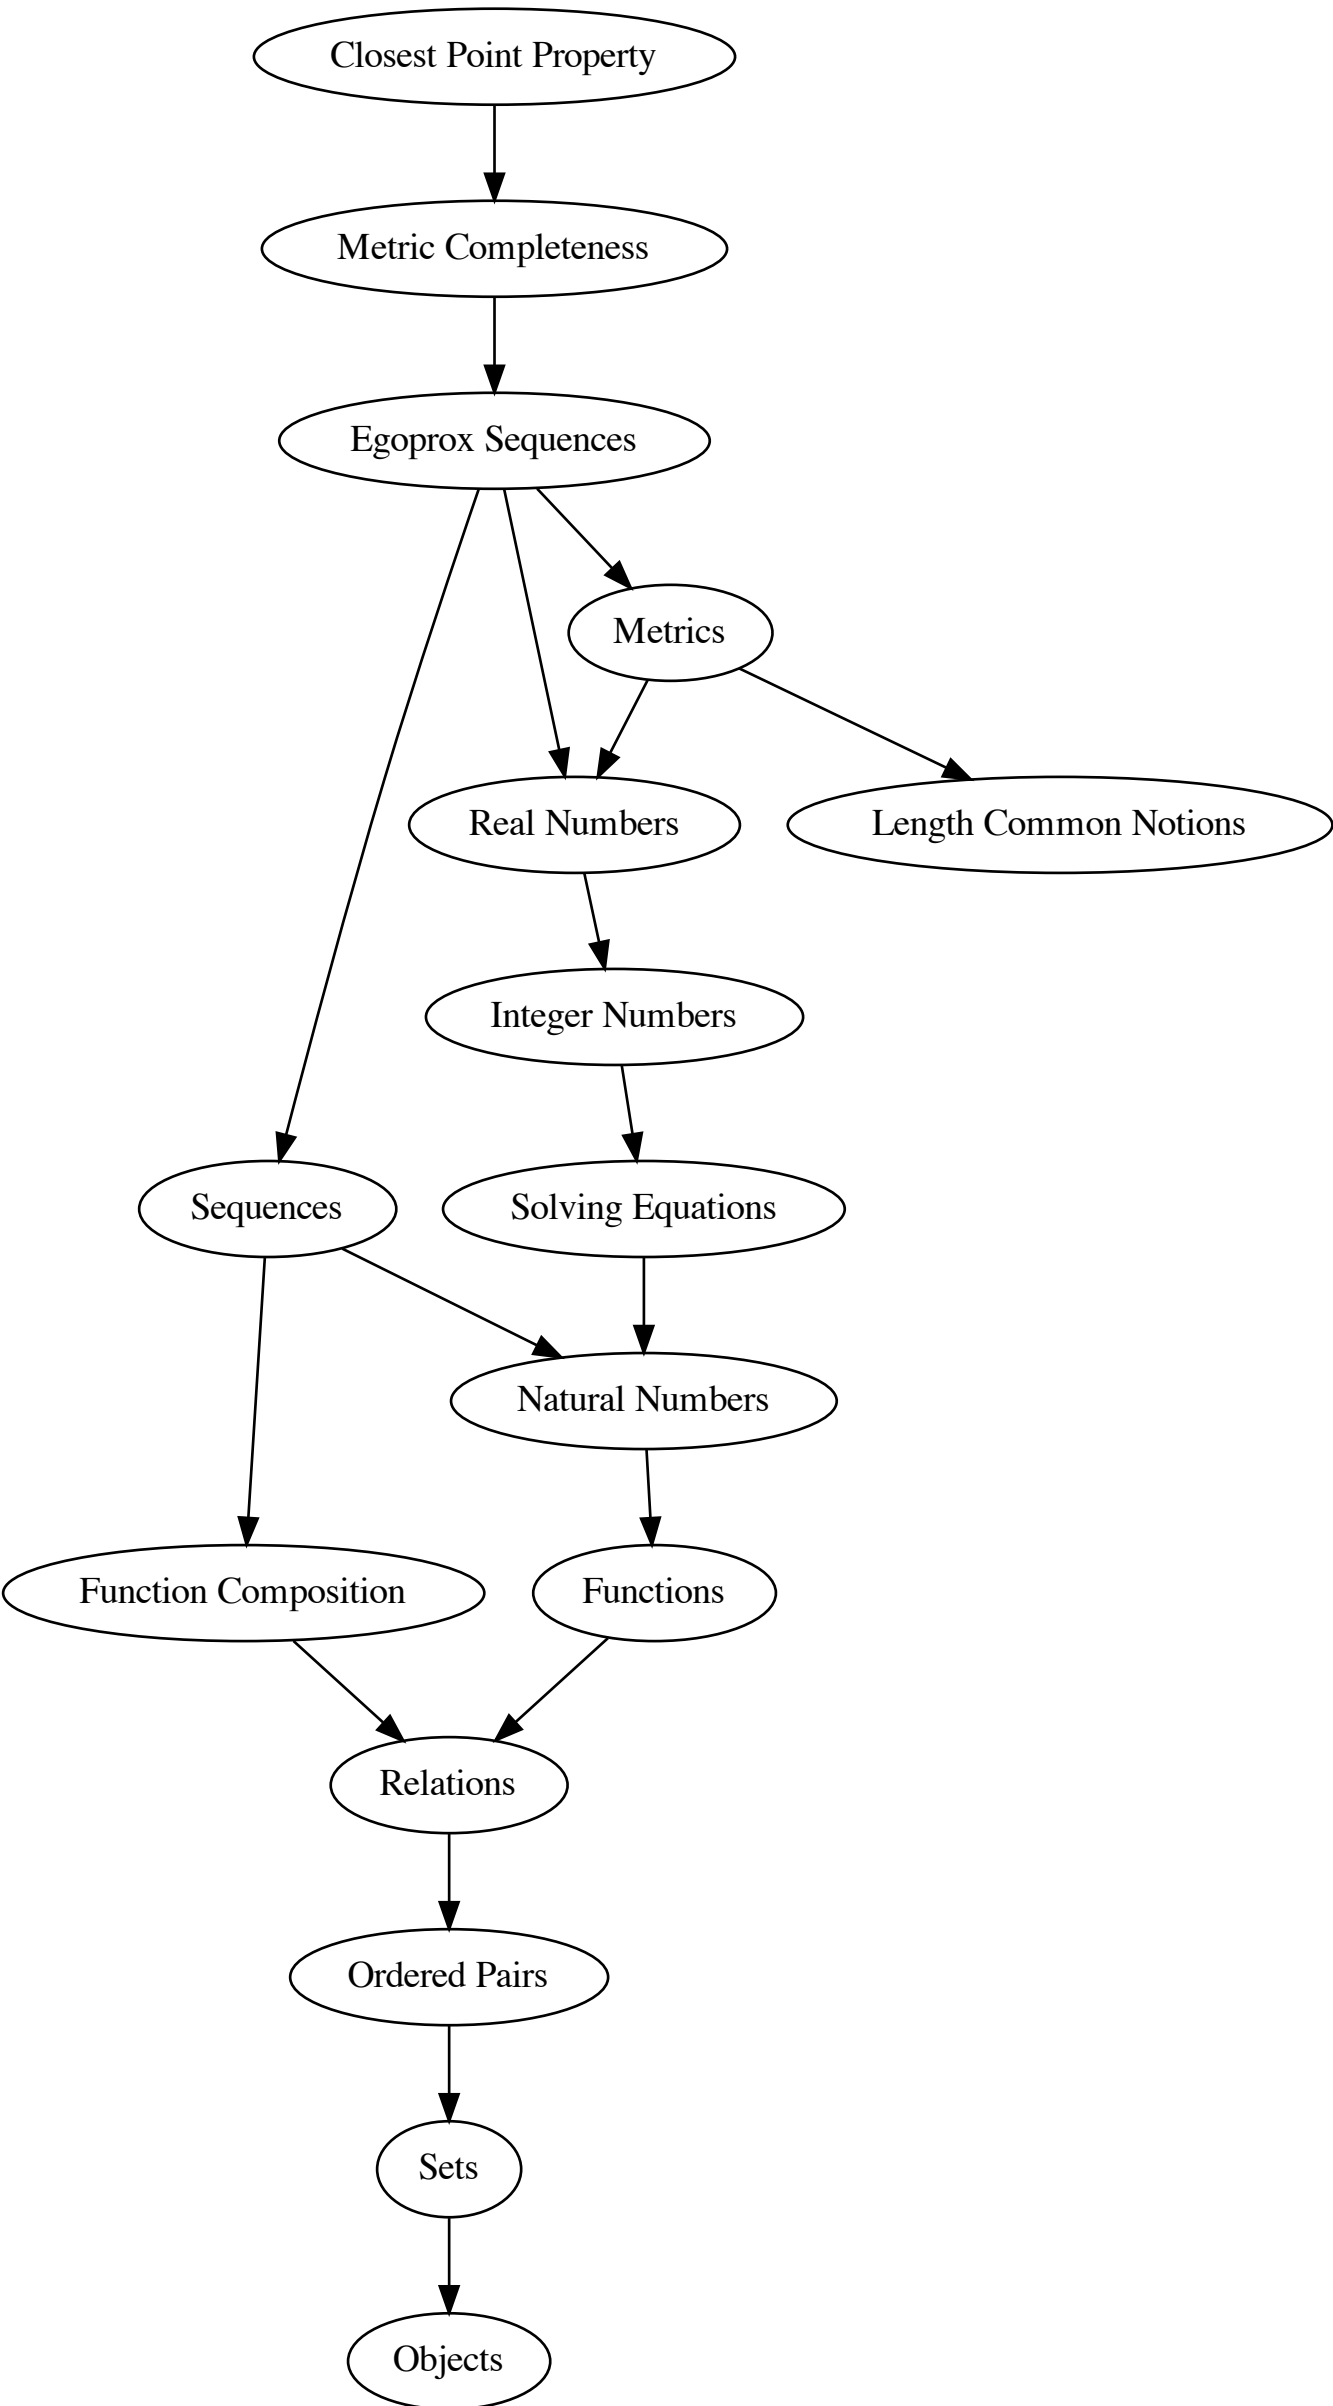 Closest Point Property
Metric Completeness
Egoprox Sequences
Metrics
Real Numbers
Length Common Notions
Integer Numbers
Sequences
Solving Equations
Natural Numbers
Function Composition
Functions
Relations
Ordered Pairs
Sets
Objects